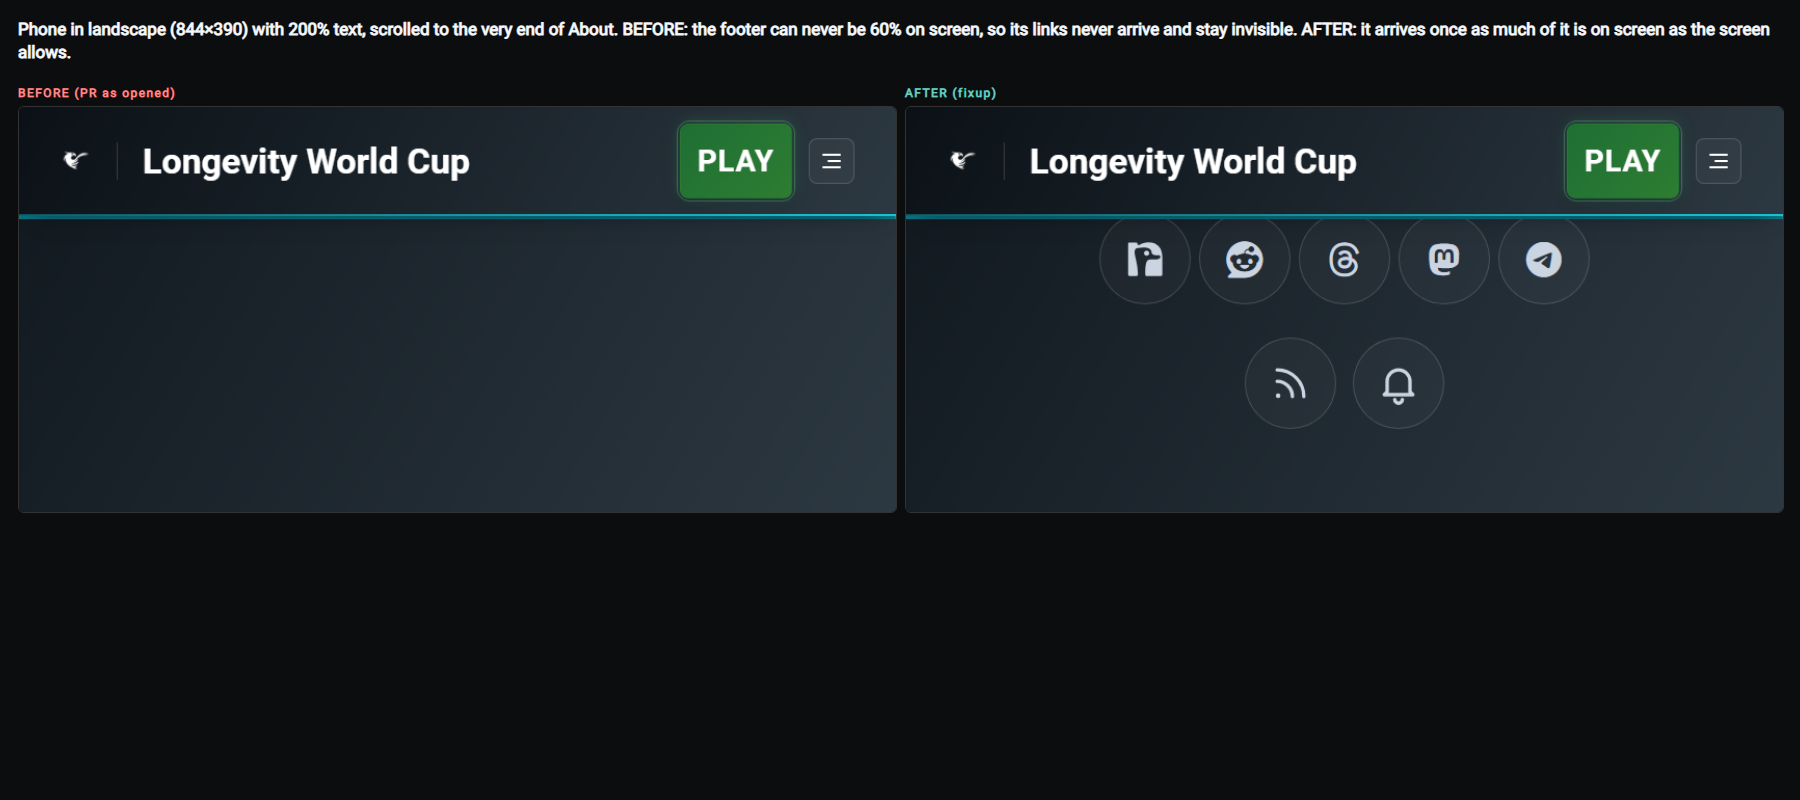 Phone in landscape (844×390) with 200% text, scrolled to the very end of About. BEFORE: the footer can never be 60% on screen, so its links never arrive and stay invisible. AFTER: it arrives once as much of it is on screen as the screen
allows.
BEFORE (PR as opened)
AFTER (fixup)
Longevity World Cup
PLAY
Longevity World Cup
PLAY